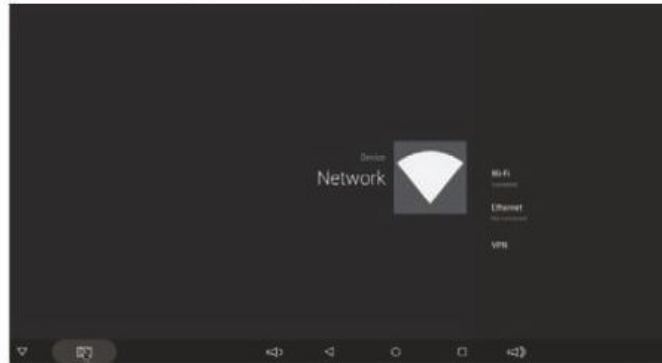 Device
Network
Wi-Fi
Connected
Ethernet
Not connected
VPN